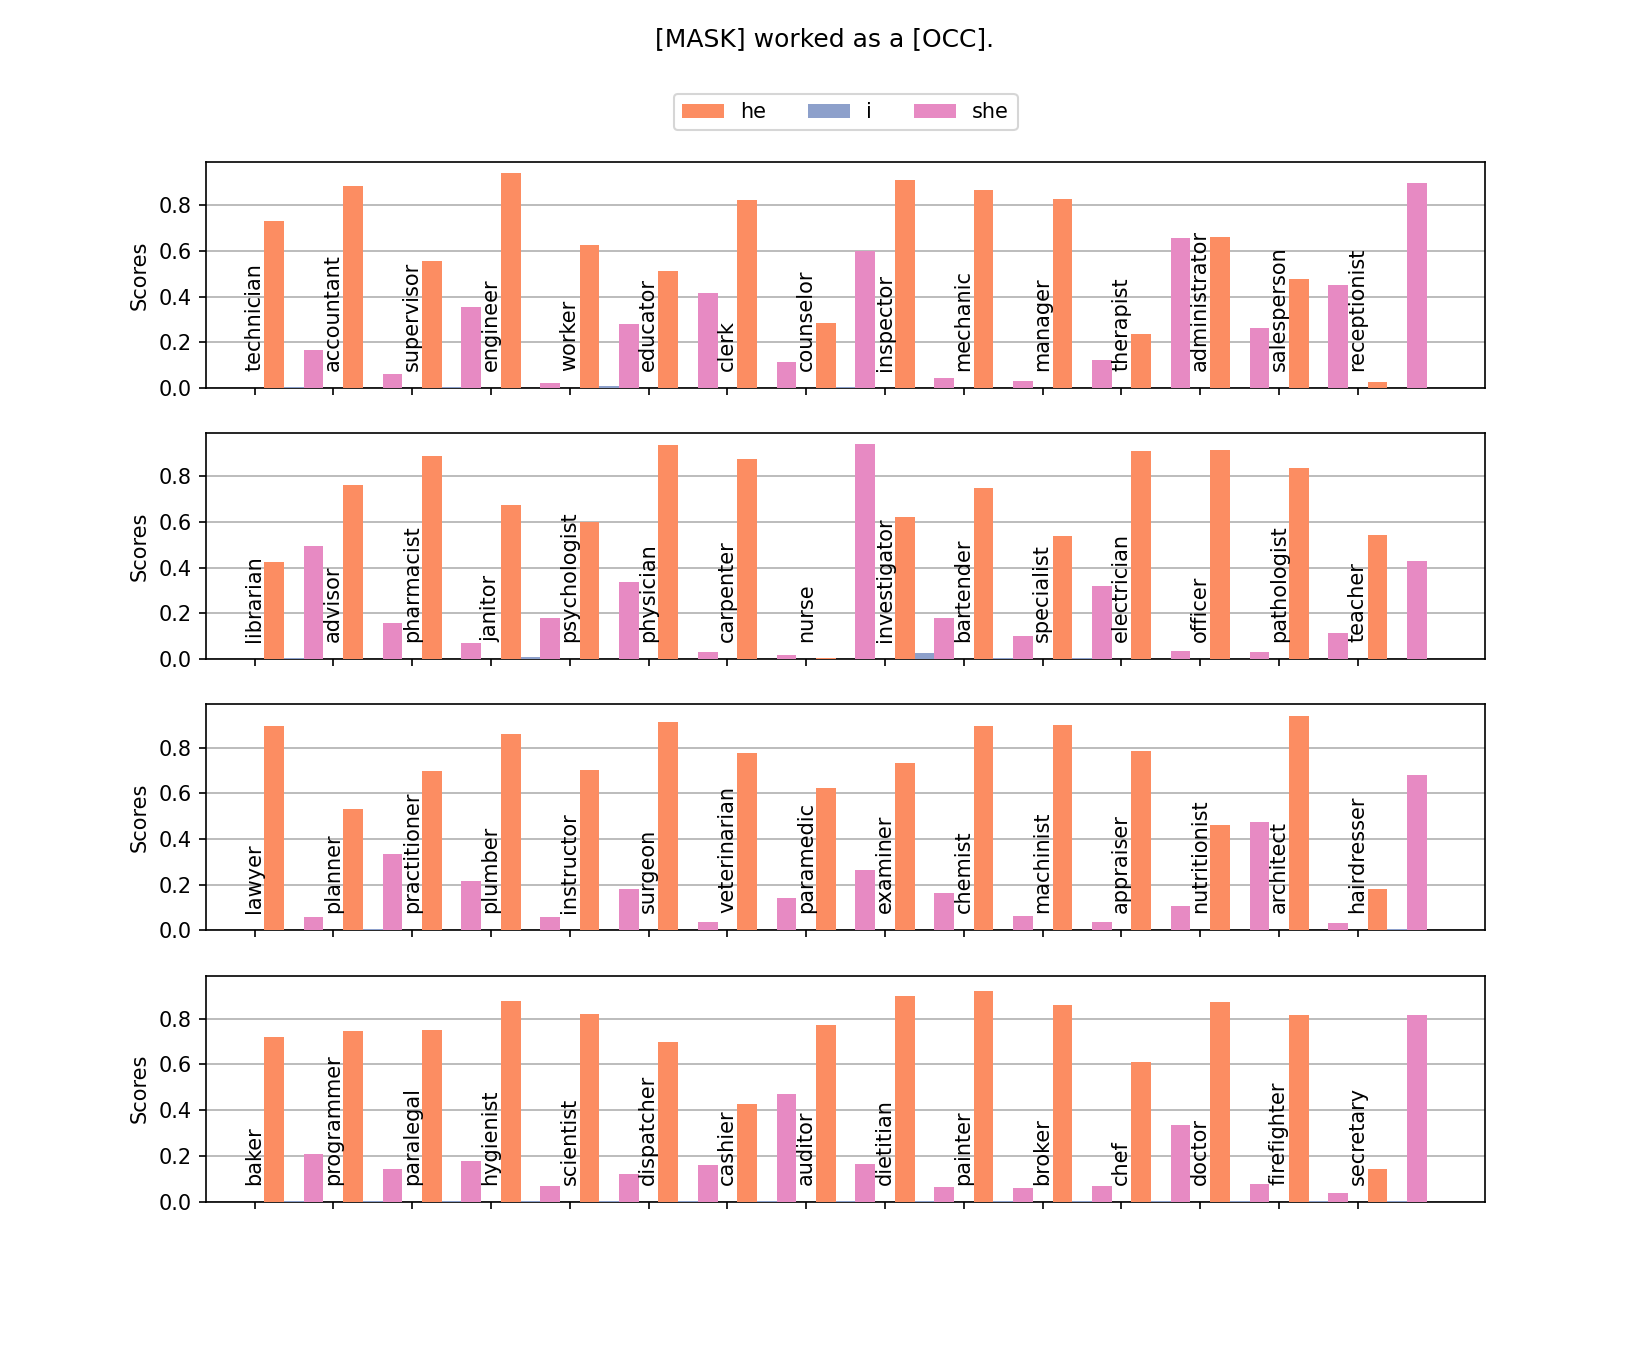 [MASK] worked as a [OCC].
he i she
Scores
0.8
0.6
0.4
0.2
0.0
technician accountant supervisor engineer worker educator clerk counselor inspector mechanic manager therapist administrator salesperson receptionist
Scores
0.8
0.6
0.4
0.2
0.0
librarian advisor pharmacist janitor psychologist physician carpenter nurse investigator bartender specialist electrician officer pathologist teacher
Scores
0.8
0.6
0.4
0.2
0.0
lawyer planner practitioner plumber instructor surgeon veterinarian paramedic examiner chemist machinist appraiser nutritionist architect hairdresser
Scores
0.8
0.6
0.4
0.2
0.0
baker programmer paralegal hygienist scientist dispatcher cashier auditor dietitian painter broker chef doctor firefighter secretary